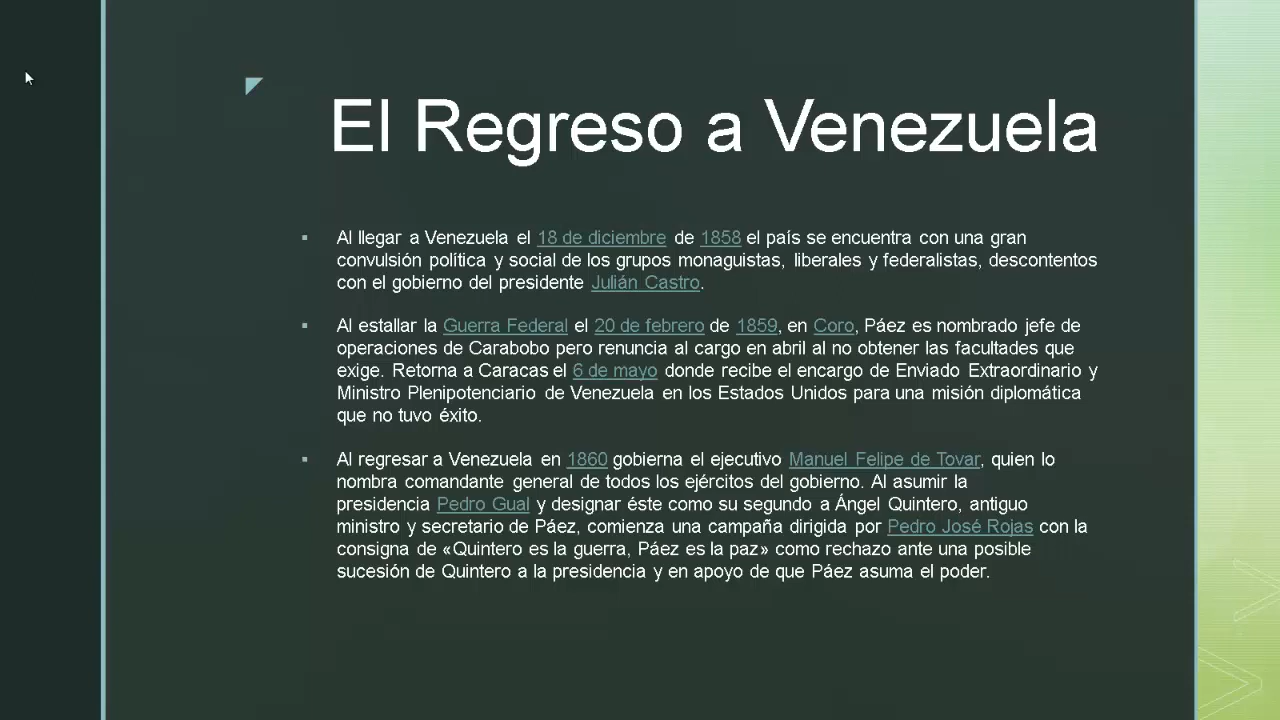 El Regreso a Venezuela
Al llegar a Venezuela el 18 de diciembre de 1858 el país se encuentra con una gran
convulsión política y social de los grupos monaguistas, liberales y federalistas, descontentos
con el gobierno del presidente Julián Castro.
Al estallar la Guerra Federal el 20 de febrero de 1859, en Coro, Páez es nombrado jefe de
operaciones de Carabobo pero renuncia al cargo en abril al no obtener las facultades que
exige. Retorna a Caracas el 6 de mayo donde recibe el encargo de Enviado Extraordinario y
Ministro Plenipotenciario de Venezuela en los Estados Unidos para una misión diplomática
que no tuvo éxito.
Al regresar a Venezuela en 1860 gobierna el ejecutivo Manuel Felipe de Tovar, quien lo
nombra comandante general de todos los ejércitos del gobierno. Al asumir la
presidencia Pedro Gual y designar éste como su segundo a Ángel Quintero, antiguo
ministro y secretario de Páez, comienza una campaña dirigida por Pedro José Rojas con la
consigna de «Quintero es la guerra, Páez es la paz» como rechazo ante una posible
sucesión de Quintero a la presidencia y en apoyo de que Páez asuma el poder.